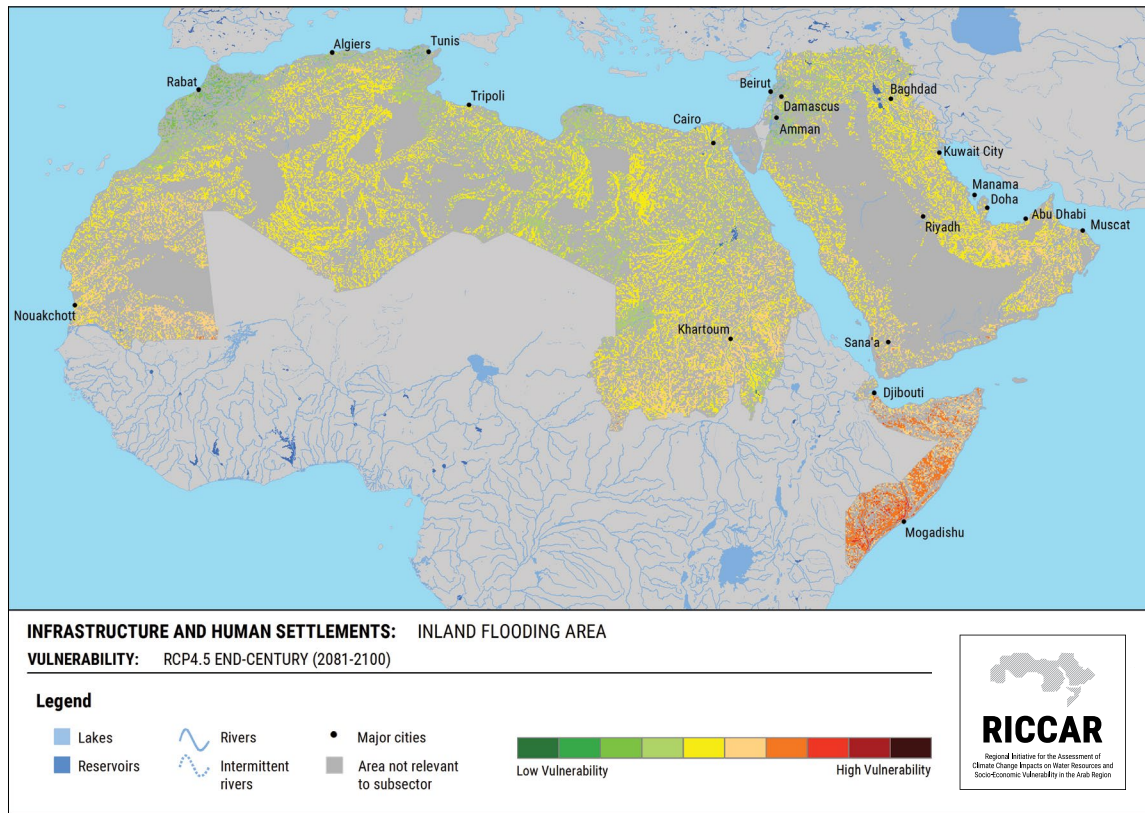 Algiers
Tunis
Rabat
Tripoli
Beirut
Baghdad
Damascus
Cairo
Amman
Kuwait City
Manama
Doha
Abu Dhabi
Riyadh
Muscat
Nouakchott
Khartoum
Sana'a
Djibouti
Mogadishu
INFRASTRUCTURE AND HUMAN SETTLEMENTS: INLAND FLOODING AREA
VULNERABILITY: RCP4.5 END-CENTURY (2081-2100)
Legend
Lakes
Rivers
Major cities
Reservoirs
Intermittent
rivers
Area not relevant
to subsector
Low Vulnerability
High Vulnerability
RICCAR
Regional Initiative for the Assessment of
Climate Change Impacts on Water Resources and
Socio-Economic Vulnerability in the Arab Region